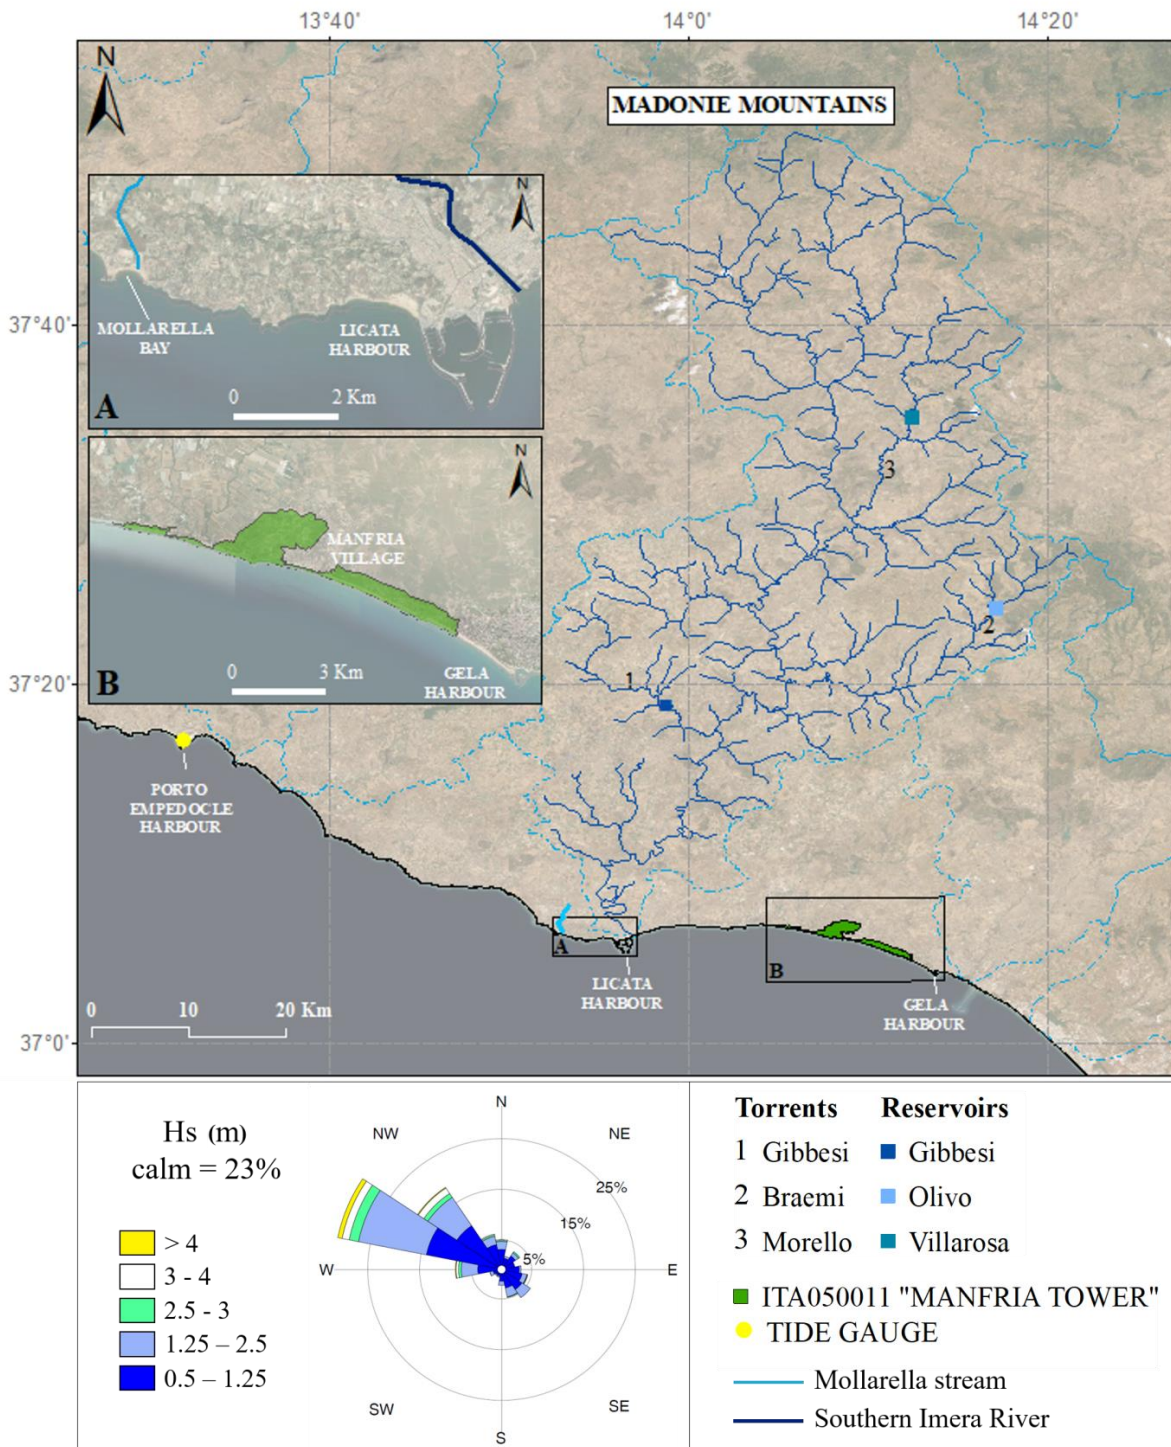 13°40'
14°0'
14°20'
N
MADONIE MOUNTAINS
N
MOLLARELLA
BAY
LICATA
HARBOUR
0
2 Km
A
37°40'
N
MANFRIA
VILLAGE
0
3 Km
GELA
HARBOUR
B
3
2
1
37°20'
PORTO
EMPEDOCLE
HARBOUR
A
B
LICATA
HARBOUR
GELA
HARBOUR
0
10
20 Km
37°0'
Hs (m)
calm = 23%
> 4
3 - 4
2.5 - 3
1.25 – 2.5
0.5 – 1.25
N
NW
NE
25%
15%
5%
W
E
SW
SE
S
Torrents
Reservoirs
1 Gibbesi
Gibbesi
2 Braemi
Olivo
3 Morello
Villarosa
ITA050011 "MANFRIA TOWER"
TIDE GAUGE
Mollarella stream
Southern Imera River